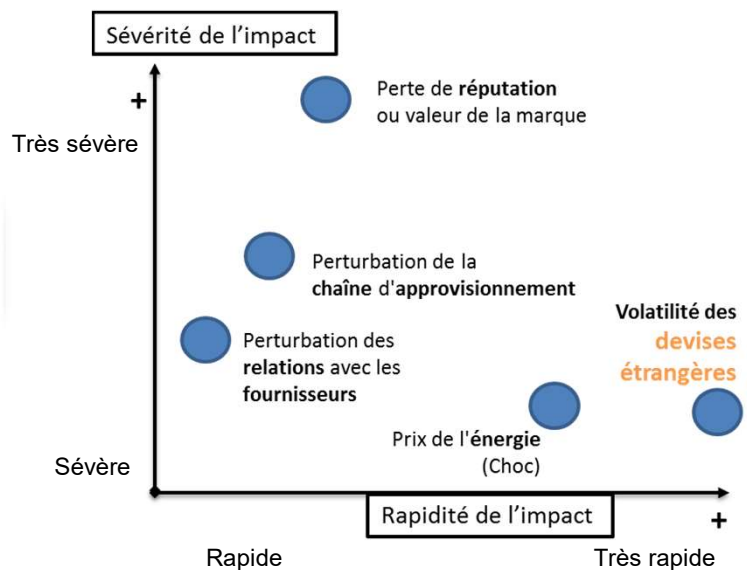 Sévérité de l’impact
+
Très sévère
Perte de réputation
ou valeur de la marque
Perturbation de la
chaîne d'approvisionnement
Volatilité des
devises
étrangères
Perturbation des
relations avec les
fournisseurs
Prix de l'énergie
(Choc)
Sévère
Rapidité de l’impact
+
Rapide
Très rapide